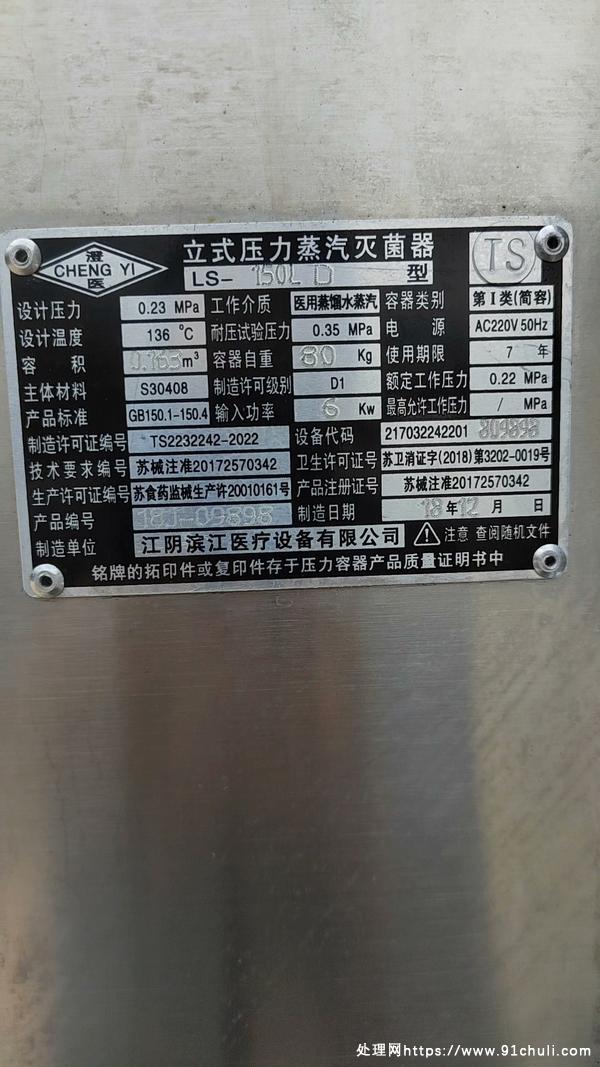 澄
CHENG YI
医
立式压力蒸汽灭菌器
LS-150L D 型
TS
设计压力 0.23 MPa 工作介质 医用蒸馏水蒸汽 容器类别 第Ⅰ类(简容)
设计温度 136 ℃ 耐压试验压力 0.35 MPa 电源 AC220V 50Hz
容积 0.163m³ 容器自重 80 Kg 使用期限 7 年
主体材料 S30408 制造许可级别 D1 额定工作压力 0.22 MPa
产品标准 GB150.1-150.4 输入功率 6 Kw 最高允许工作压力 / MPa
制造许可证编号 TS2232242-2022 设备代码 217032242201 809898
技术要求编号 苏械注准20172570342 卫生许可证号 苏卫消证字(2018)第3202-0019号
生产许可证编号 苏食药监械生产许20010161号 产品注册证号 苏械注准20172570342
产品编号 18J-09898 制造日期 18 年 12 月 日
制造单位 江阴滨江医疗设备有限公司 注意 查阅随机文件
铭牌的拓印件或复印件存于压力容器产品质量证明书中
处理网https://www.91chuli.com/